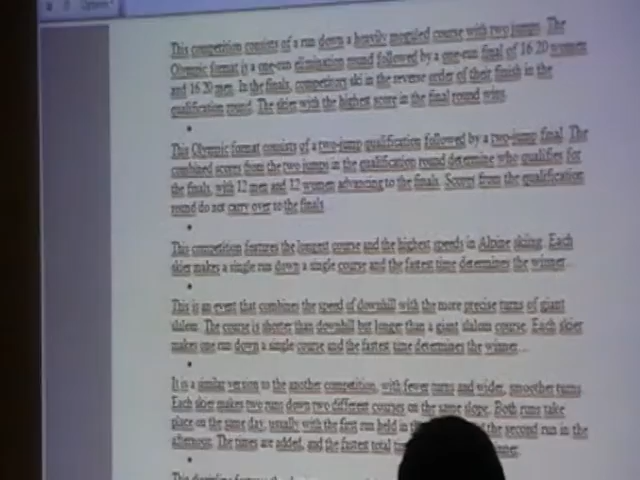 Options
This competition consists of a run down a heavily moguled course with two jumps. The
Olympic format is a one-run elimination round followed by a one-run final of 16 20 women
and 16 20 men. In the finals, competitors ski in the reverse order of their finish in the
qualification round. The skier with the highest score in the final round wins.
This Olympic format consists of a two-jump qualification followed by a two-jump final. The
combined scores from the two jumps in the qualification round determine who qualifies for
the finals, with 12 men and 12 women advancing to the finals. Scores from the qualification
round do not carry over to the finals.
This competition features the longest course and the highest speeds in Alpine skiing. Each
skier makes a single run down a single course and the fastest time determines the winner...
This is an event that combines the speed of downhill with the more precise turns of giant
slalom. The course is shorter than downhill but longer than a giant slalom course. Each skier
makes one run down a single course and the fastest time determines the winner...
It is a similar version to the another competition, with fewer turns and wider, smoother turns
Each skier makes two runs down two different courses on the same slope. Both runs take
place on the same day, usually with the first run held in the second run in the
afternoon. The times are added, and the fastest total
This discipline